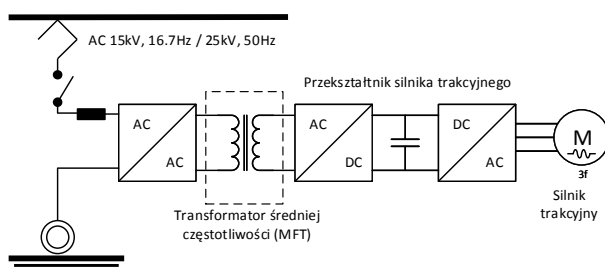 AC 15kV, 16.7Hz / 25kV, 50Hz
Przekształtnik silnika trakcyjnego
AC
AC
AC
DC
DC
AC
M
3f
Silnik
trakcyjny
Transformator średniej
częstotliwości (MFT)